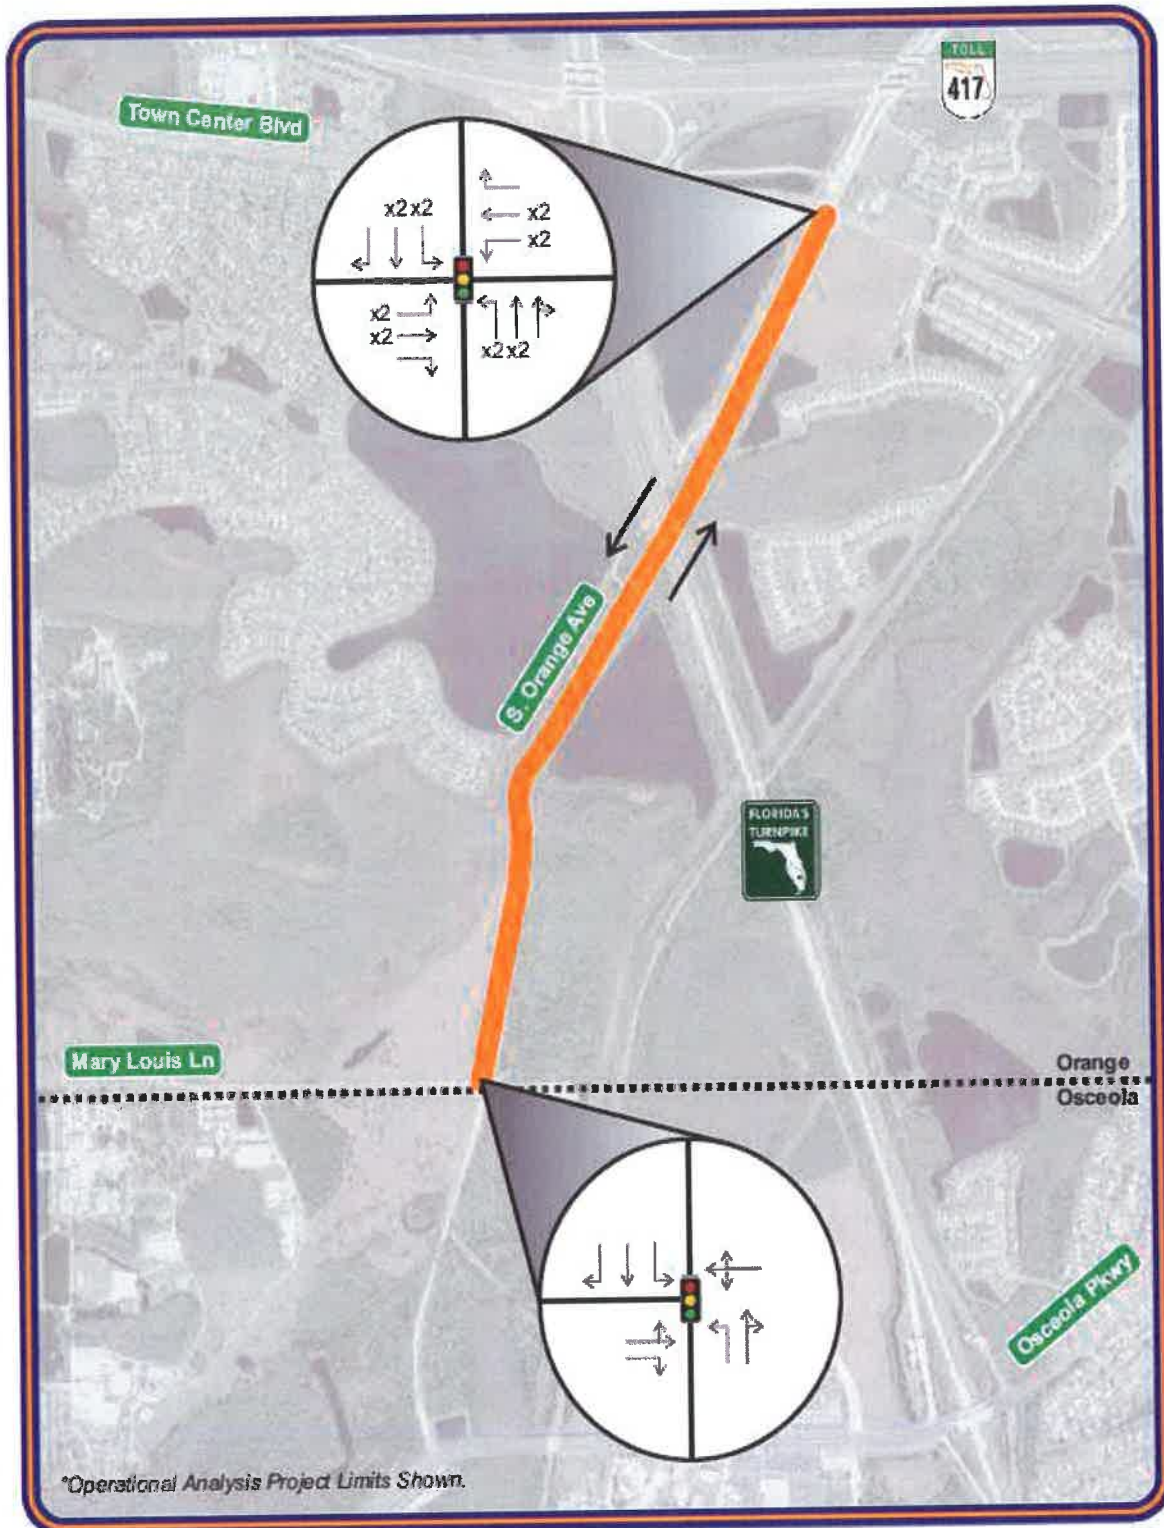 TOLL
417
Town Center Blvd
x2 x2
x2
x2
x2
x2
x2 x2
S. Orange Ave
FLORIDA'S
TURNPIKE
Mary Louis Ln
Orange
Osceola
Osceola Pkwy
*Operational Analysis Project Limits Shown.